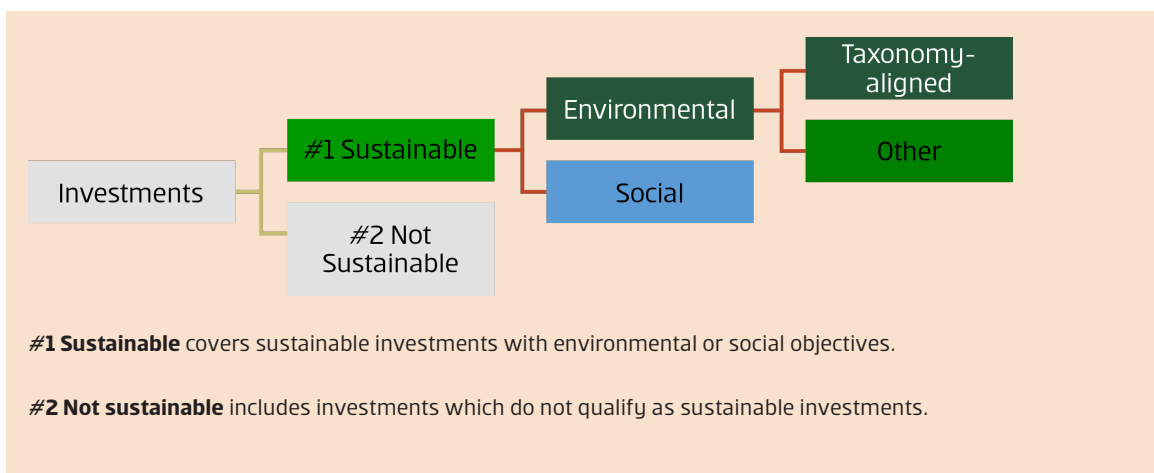 Taxonomy-
aligned
Environmental
#1 Sustainable
Other
Investments
Social
#2 Not
Sustainable
#1 Sustainable covers sustainable investments with environmental or social objectives.
#2 Not sustainable includes investments which do not qualify as sustainable investments.